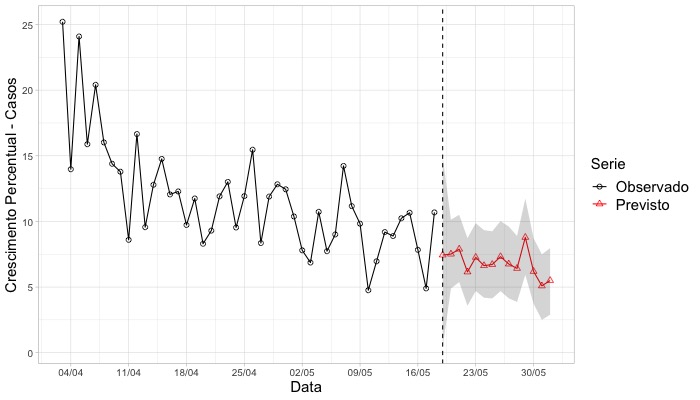 Crescimento Percentual - Casos
25
20
15
10
5
0
04/04 11/04 18/04 25/04 02/05 09/05 16/05 23/05 30/05
Data
Serie
Observado
Previsto